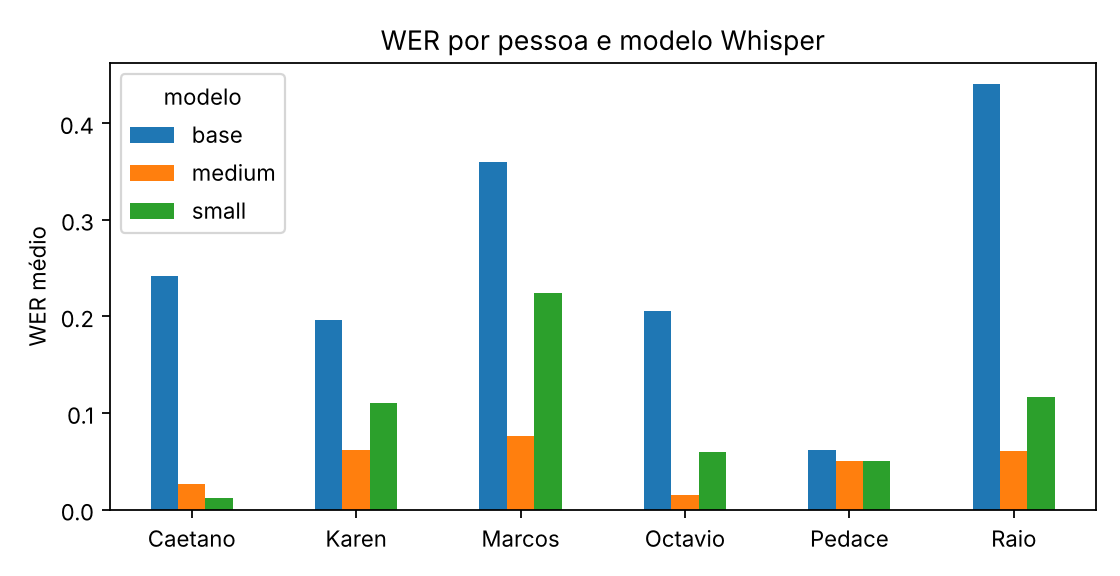 WER por pessoa e modelo Whisper
modelo
base
medium
small
WER médio
0.4
0.3
0.2
0.1
0.0
Caetano Karen Marcos Octavio Pedace Raio